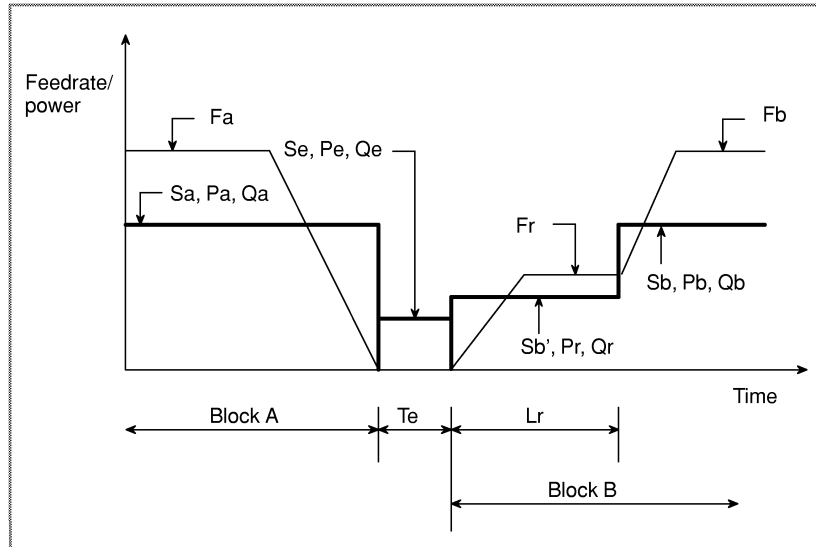 Feedrate/
power
Fa
Fb
Se, Pe, Qe
Sa, Pa, Qa
Fr
Sb, Pb, Qb
Sb’, Pr, Qr
Time
Block A
Te
Lr
Block B